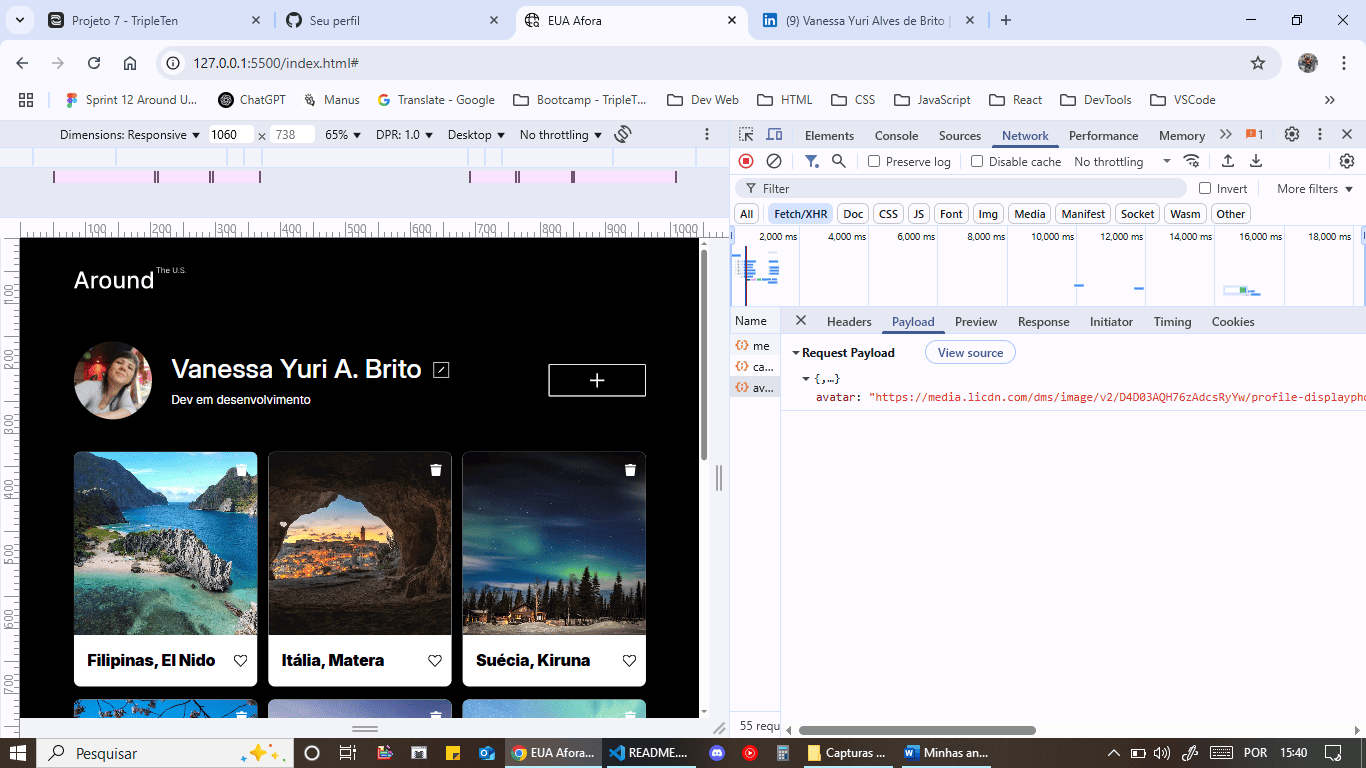 Projeto 7 - TripleTen
Seu perfil
EUA Afora
(9) Vanessa Yuri Alves de Brito |
127.0.0.1:5500/index.html#
Sprint 12 Around U...
ChatGPT
Manus
Translate - Google
Bootcamp - TripleT...
Dev Web
HTML
CSS
JavaScript
React
DevTools
VSCode
Dimensions: Responsive
1060
×
738
65%
DPR: 1.0
Desktop
No throttling
Elements
Console
Sources
Network
Performance
Memory
1
Preserve log
Disable cache
No throttling
Filter
Invert
More filters
All
Fetch/XHR
Doc
CSS
JS
Font
Img
Media
Manifest
Socket
Wasm
Other
2,000 ms
4,000 ms
6,000 ms
8,000 ms
10,000 ms
12,000 ms
14,000 ms
16,000 ms
18,000 ms
100
200
300
400
500
600
700
800
900
1000
100
200
300
400
500
600
700
Around
The U.S.
Vanessa Yuri A. Brito
Dev em desenvolvimento
Filipinas, El Nido
Itália, Matera
Suécia, Kiruna
Name
me
ca...
av...
Headers
Payload
Preview
Response
Initiator
Timing
Cookies
Request Payload
View source
{,…}
avatar: "https://media.licdn.com/dms/image/v2/D4D03AQH76zAdcsRyYw/profile-displaypho
55 requ
Pesquisar
EUA Afora...
README....
Capturas ...
Minhas an...
POR
15:40